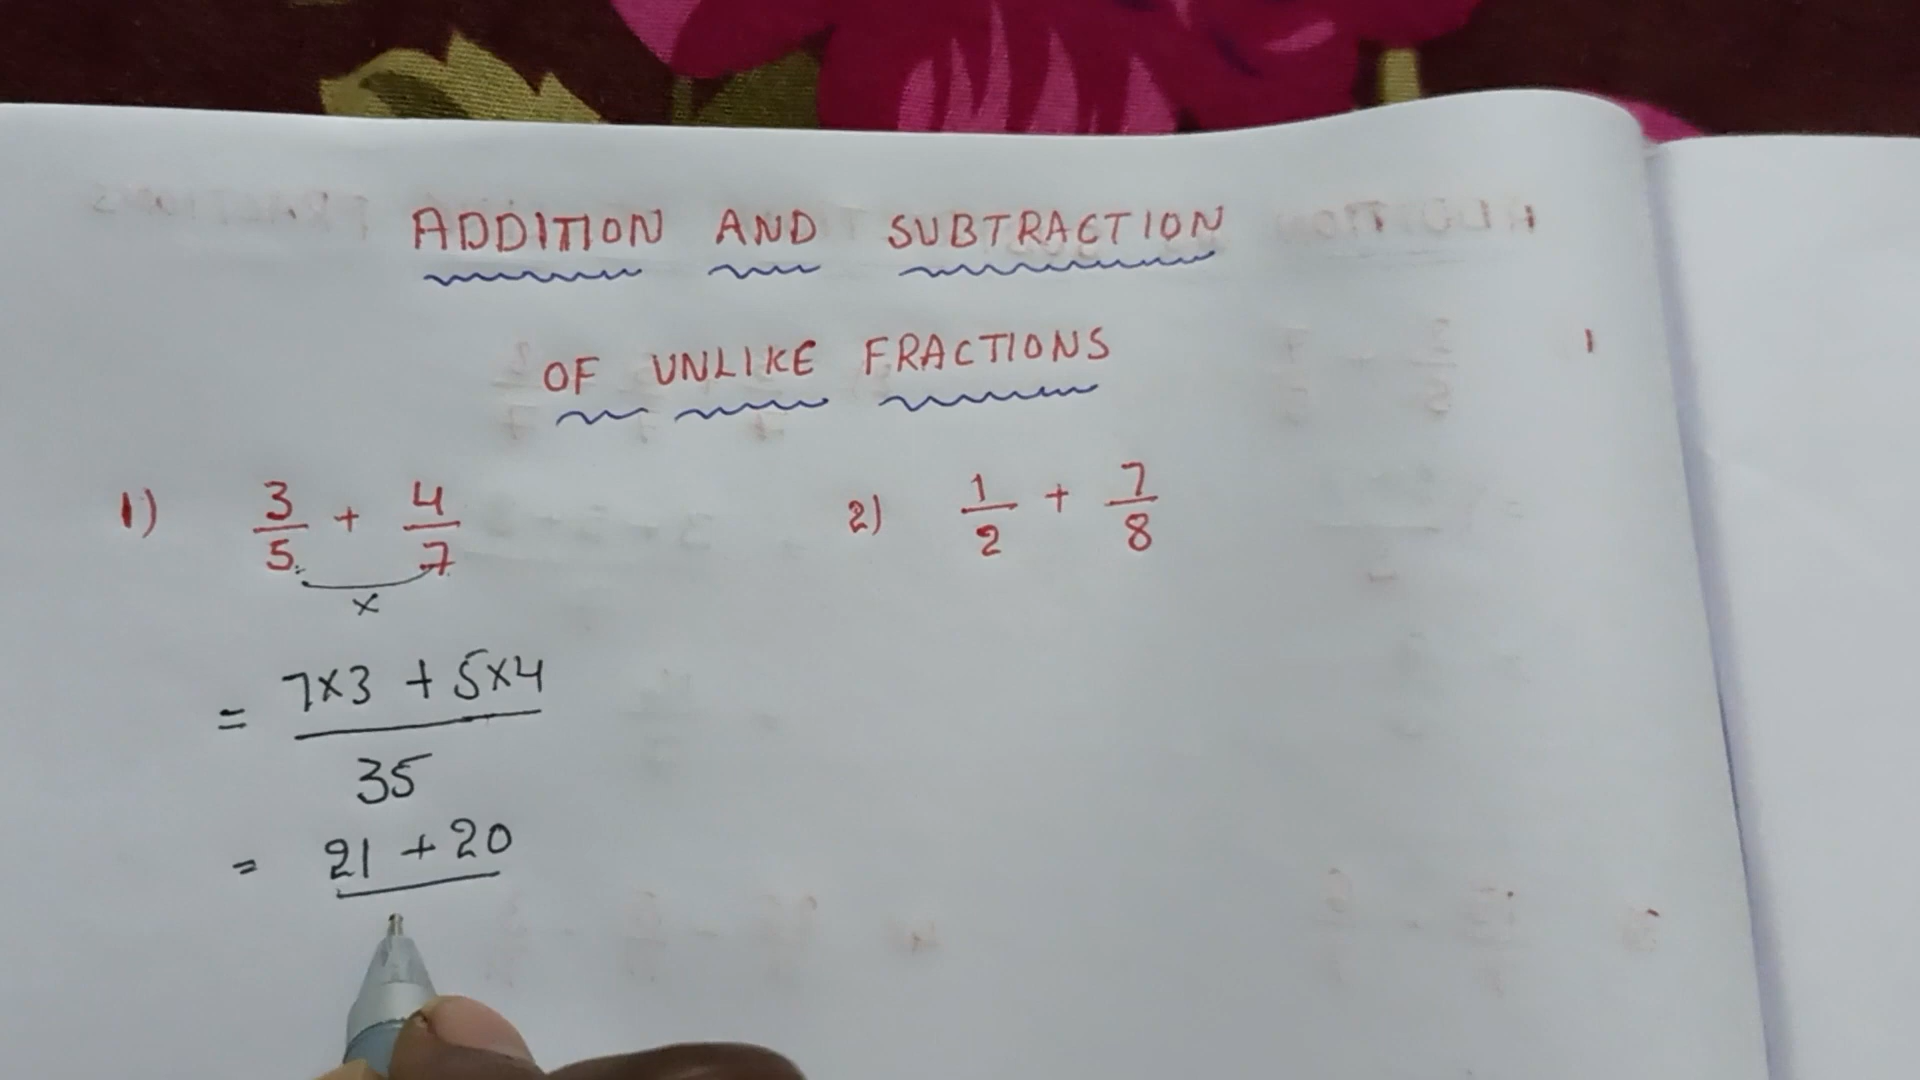 ADDITION AND SUBTRACTION
OF UNLIKE FRACTIONS
1) 3/5 + 4/7
×
= 7×3 + 5×4 / 35
= 21 + 20
2) 1/2 + 7/8